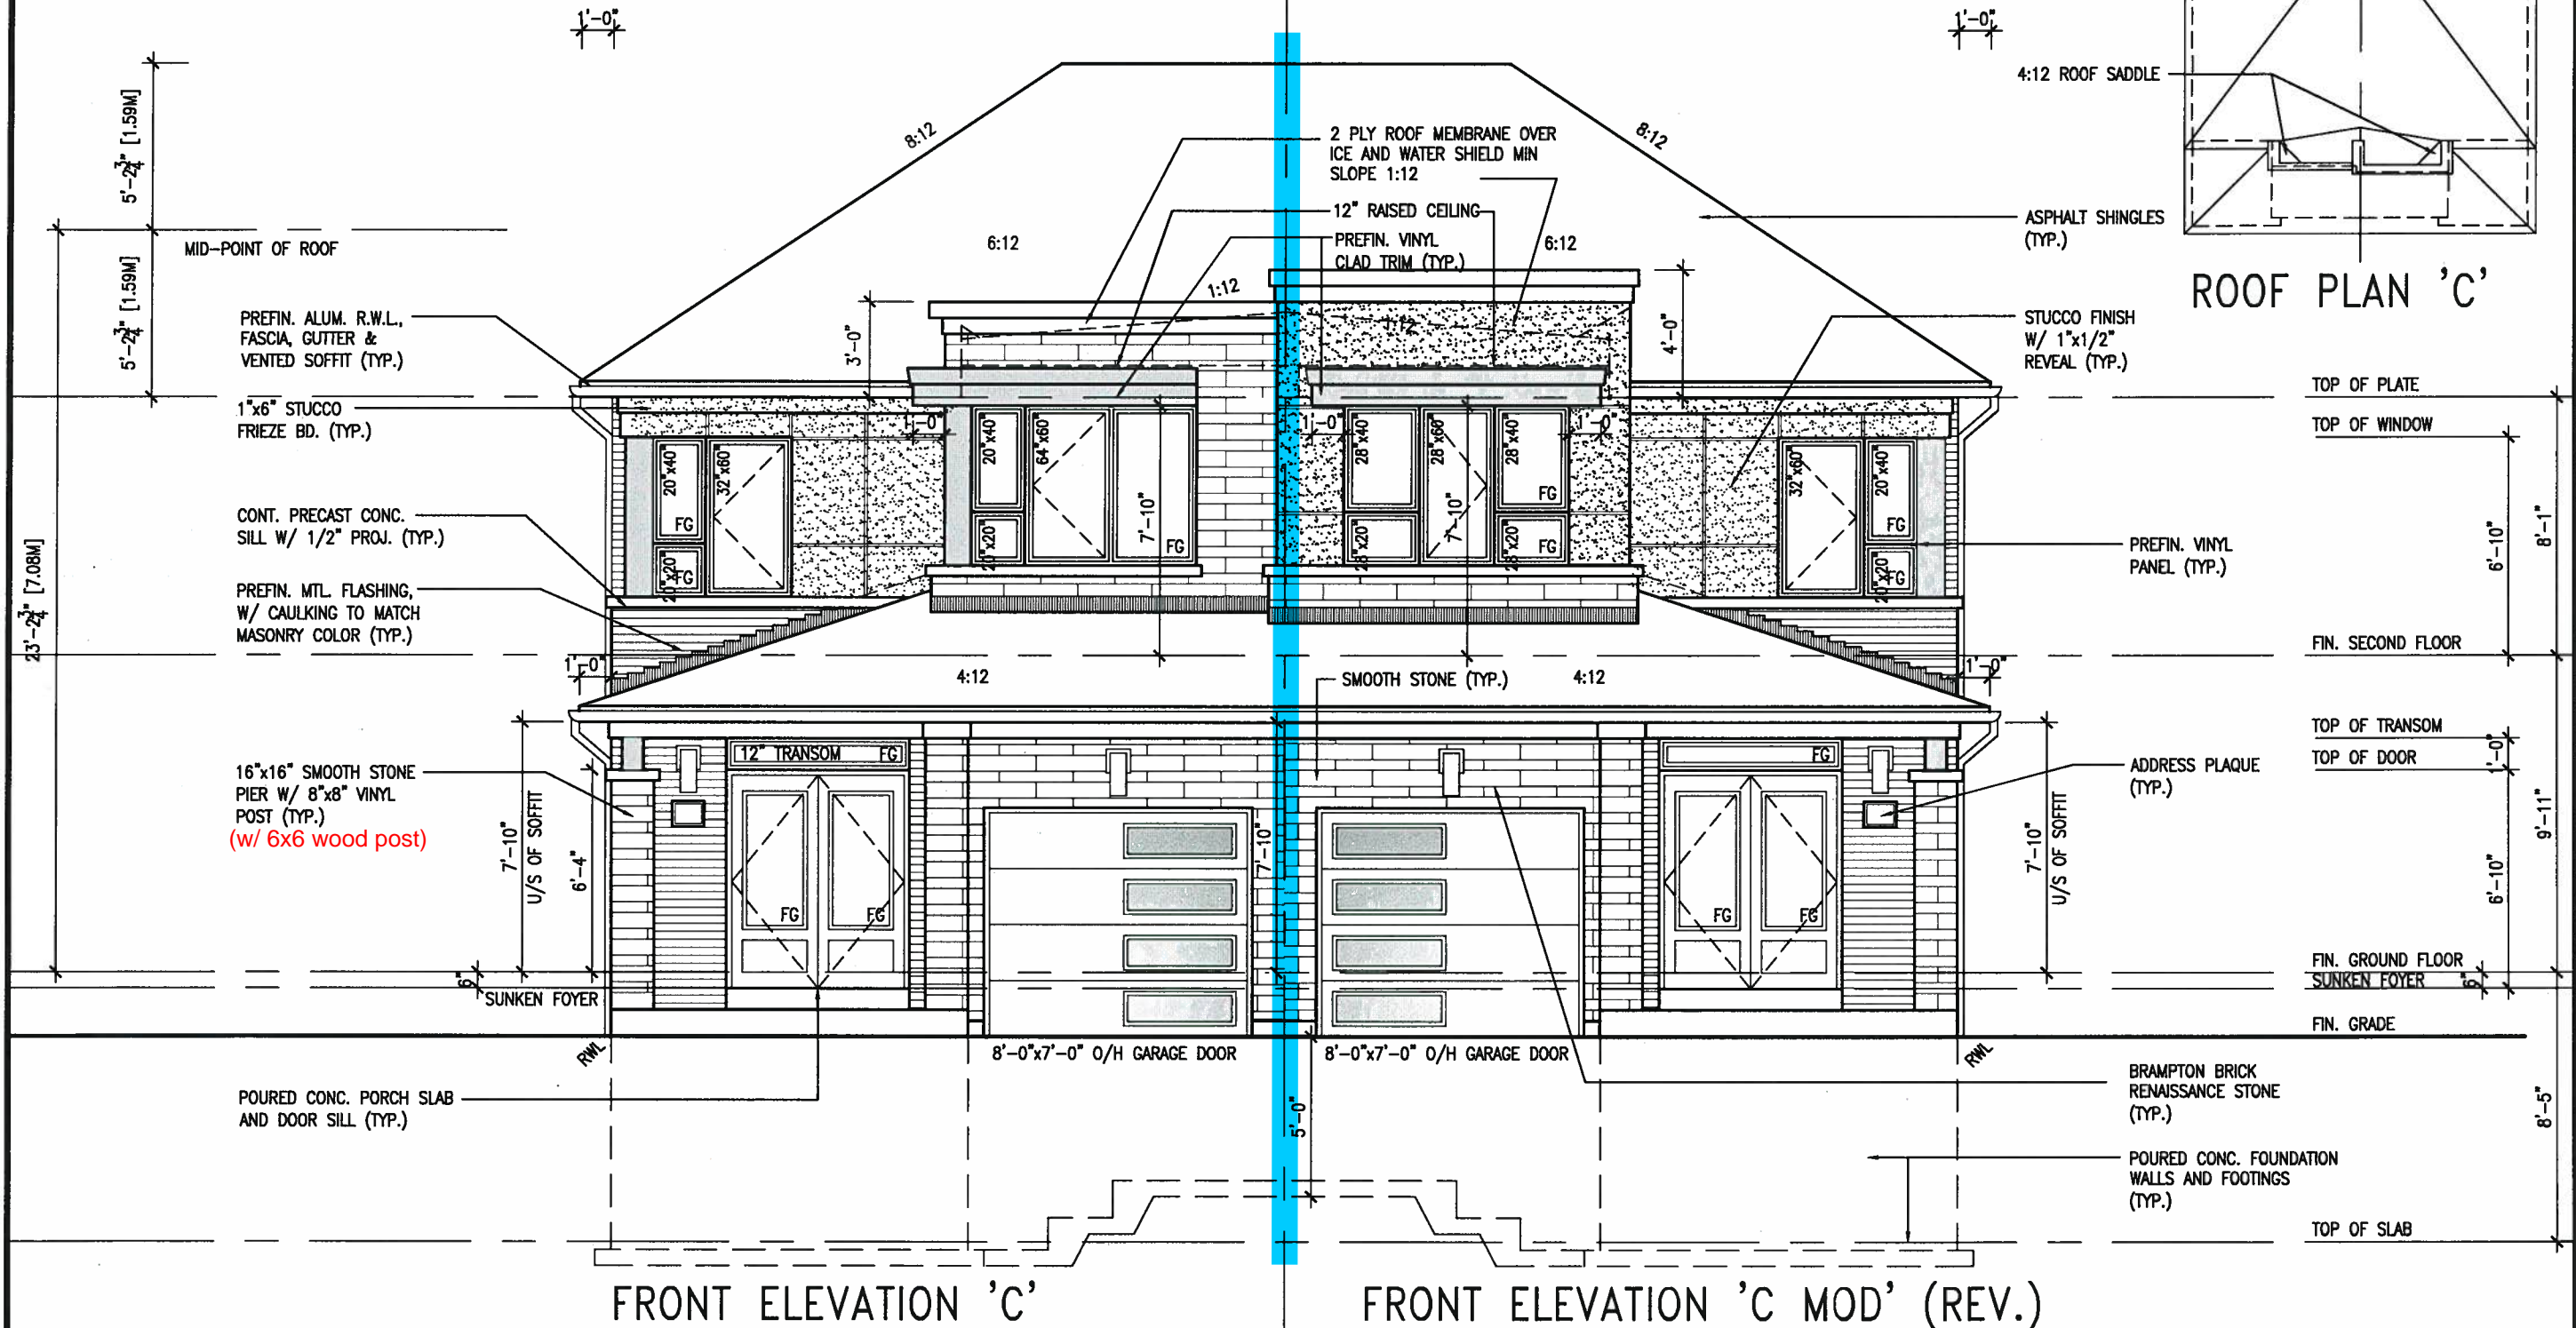 1'-0"
1'-0"
4:12 ROOF SADDLE
5'-2¾" [1.59M]
8:12
8:12
2 PLY ROOF MEMBRANE OVER
ICE AND WATER SHIELD MIN
SLOPE 1:12
12" RAISED CEILING
PREFIN. VINYL
CLAD TRIM (TYP.)
ASPHALT SHINGLES
(TYP.)
MID-POINT OF ROOF
6:12
6:12
ROOF PLAN 'C'
5'-2¾" [1.59M]
1:12
1:12
PREFIN. ALUM. R.W.L.,
FASCIA, GUTTER &
VENTED SOFFIT (TYP.)
3'-0"
4'-0"
STUCCO FINISH
W/ 1"x1/2"
REVEAL (TYP.)
TOP OF PLATE
1"x6" STUCCO
FRIEZE BD. (TYP.)
TOP OF WINDOW
1'-0"
1'-0"
1'-0"
20"x40"
32"x60"
20"x40"
64"x60"
28"x40"
28"x60"
28"x40"
32"x60"
20"x40"
FG
FG
FG
FG
FG
FG
FG
20"x20"
20"x20"
28"x20"
28"x20"
20"x20"
7'-10"
7'-10"
CONT. PRECAST CONC.
SILL W/ 1/2" PROJ. (TYP.)
PREFIN. VINYL
PANEL (TYP.)
6'-10"
8'-1"
PREFIN. MTL. FLASHING,
W/ CAULKING TO MATCH
MASONRY COLOR (TYP.)
23'-2¾" [7.08M]
FIN. SECOND FLOOR
1'-0"
1'-0"
4:12
SMOOTH STONE (TYP.)
4:12
TOP OF TRANSOM
TOP OF DOOR
1'-0"
12" TRANSOM FG
FG
16"x16" SMOOTH STONE
PIER W/ 8"x8" VINYL
POST (TYP.)
(w/ 6x6 wood post)
ADDRESS PLAQUE
(TYP.)
7'-10"
U/S OF SOFFIT
6'-4"
7'-10"
7'-10"
U/S OF SOFFIT
6'-10"
9'-11"
FG
FG
FG
FG
FIN. GROUND FLOOR
6"
SUNKEN FOYER
SUNKEN FOYER
6"
FIN. GRADE
RWL
8'-0"x7'-0" O/H GARAGE DOOR
8'-0"x7'-0" O/H GARAGE DOOR
RWL
POURED CONC. PORCH SLAB
AND DOOR SILL (TYP.)
5'-0"
BRAMPTON BRICK
RENAISSANCE STONE
(TYP.)
8'-5"
POURED CONC. FOUNDATION
WALLS AND FOOTINGS
(TYP.)
TOP OF SLAB
FRONT ELEVATION 'C'
FRONT ELEVATION 'C MOD' (REV.)